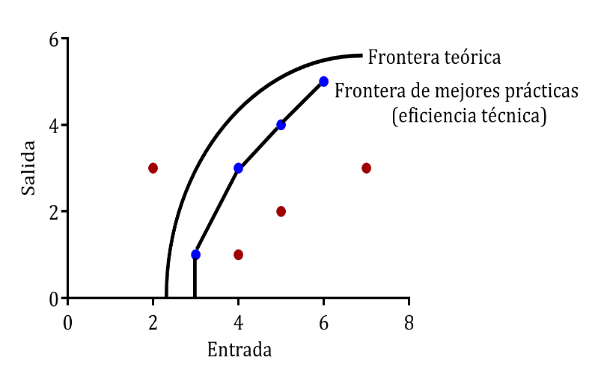 6
Frontera teórica
Frontera de mejores prácticas
(eficiencia técnica)
4
Salida
2
0
0 2 4 6 8
Entrada